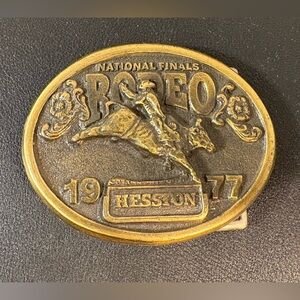 NATIONAL FINALS
RODEO
19 77
HESSTON